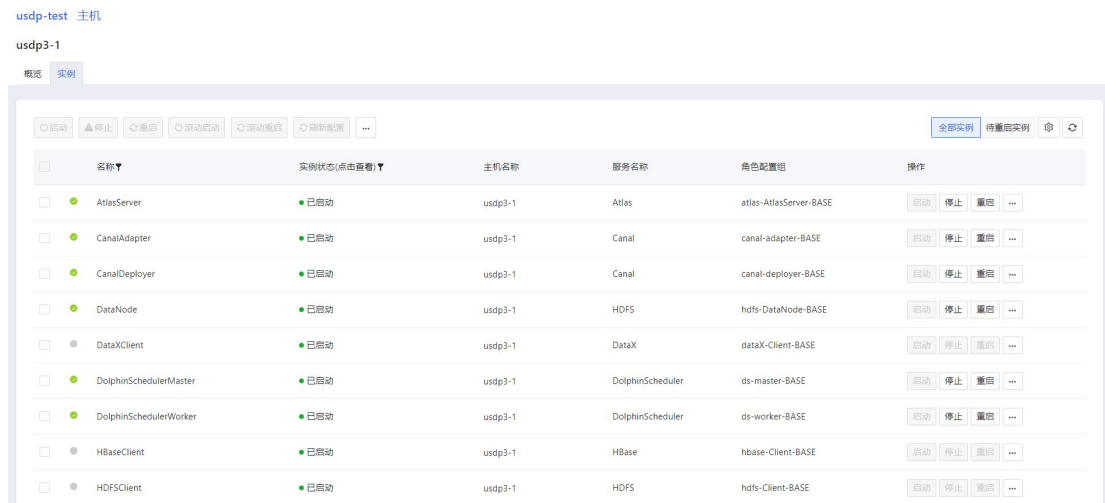 usdp-test 主机
usdp3-1
概览 实例
启动 停止 重启 滚动启动 滚动重启 刷新配置 ... 全部实例 待重启实例
名称 实例状态(点击查看) 主机名称 服务名称 角色配置组 操作
AtlasServer 已启动 usdp3-1 Atlas atlas-AtlasServer-BASE 启动 停止 重启 ...
CanalAdapter 已启动 usdp3-1 Canal canal-adapter-BASE 启动 停止 重启 ...
CanalDeployer 已启动 usdp3-1 Canal canal-deployer-BASE 启动 停止 重启 ...
DataNode 已启动 usdp3-1 HDFS hdfs-DataNode-BASE 启动 停止 重启 ...
DataXClient 已启动 usdp3-1 DataX dataX-Client-BASE 启动 停止 重启 ...
DolphinSchedulerMaster 已启动 usdp3-1 DolphinScheduler ds-master-BASE 启动 停止 重启 ...
DolphinSchedulerWorker 已启动 usdp3-1 DolphinScheduler ds-worker-BASE 启动 停止 重启 ...
HBaseClient 已启动 usdp3-1 HBase hbase-Client-BASE 启动 停止 重启 ...
HDFSClient 已启动 usdp3-1 HDFS hdfs-Client-BASE 启动 停止 重启 ...